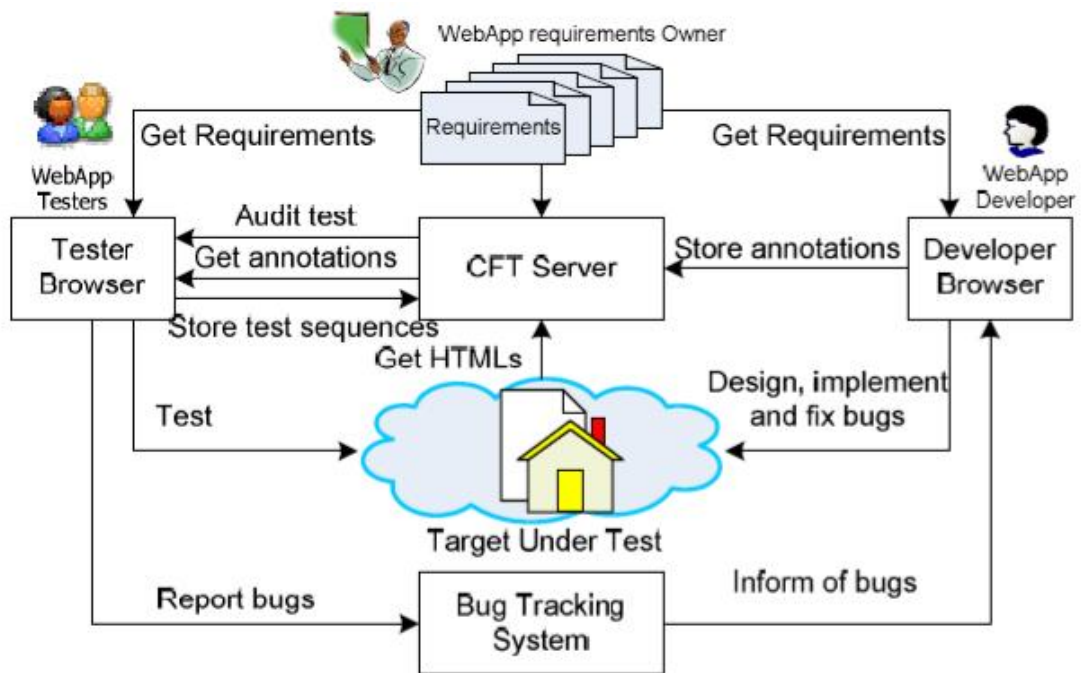 WebApp requirements Owner
Requirements
Get Requirements
Get Requirements
WebApp
Testers
WebApp
Developer
Tester
Browser
Audit test
Get annotations
Store test sequences
CFT Server
Store annotations
Developer
Browser
Get HTMLs
Test
Design, implement
and fix bugs
Target Under Test
Report bugs
Bug Tracking
System
Inform of bugs